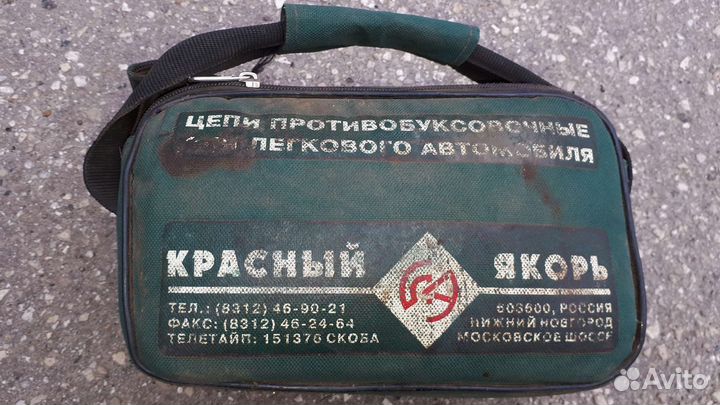 ЦЕПИ ПРОТИВОБУКСОВОЧНЫЕ
ЛЕГКОВОГО АВТОМОБИЛЯ
КРАСНЫЙ ЯКОРЬ
ТЕЛ.: (8312) 46-90-21
ФАКС: (8312) 46-24-64
ТЕЛЕТАЙП: 151376 СКОБА
603600, РОССИЯ
НИЖНИЙ НОВГОРОД
МОСКОВСКОЕ ШОССЕ
Avito